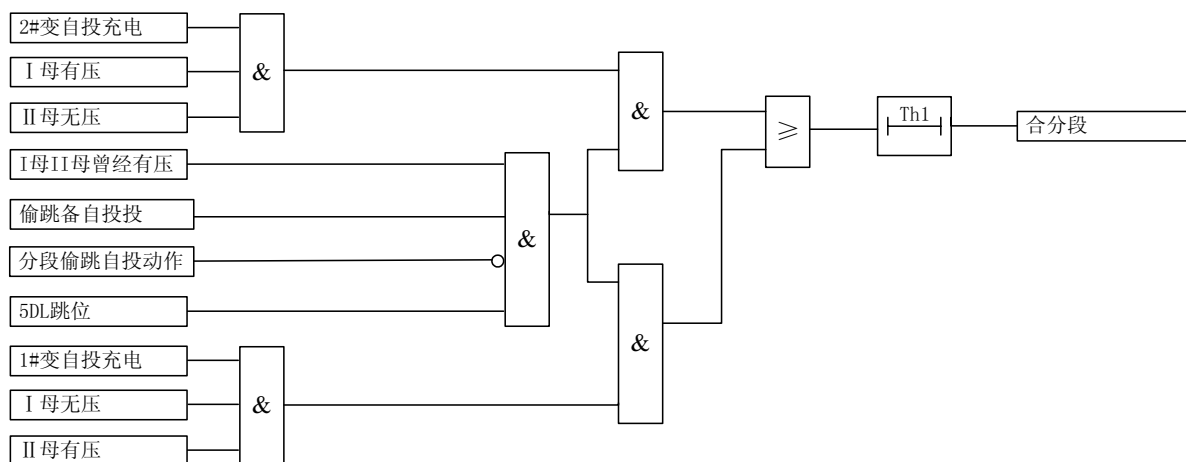 2#变自投充电
Ⅰ母有压
Ⅱ母无压
&
I母II母曾经有压
偷跳备自投投
分段偷跳自投动作
5DL跳位
&
1#变自投充电
Ⅰ母无压
Ⅱ母有压
&
&
&
≥
Th1
合分段